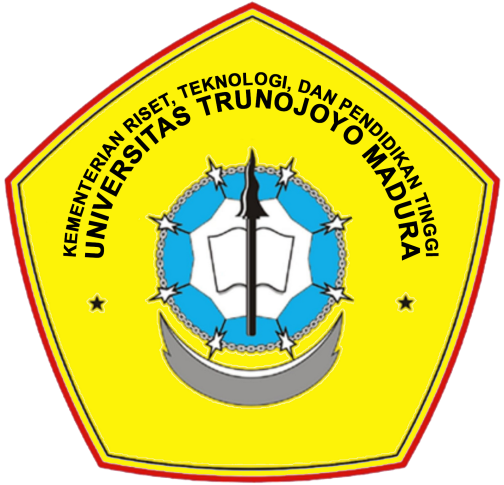 KEMENTERIAN RISET, TEKNOLOGI, DAN PENDIDIKAN TINGGI
UNIVERSITAS TRUNOJOYO MADURA